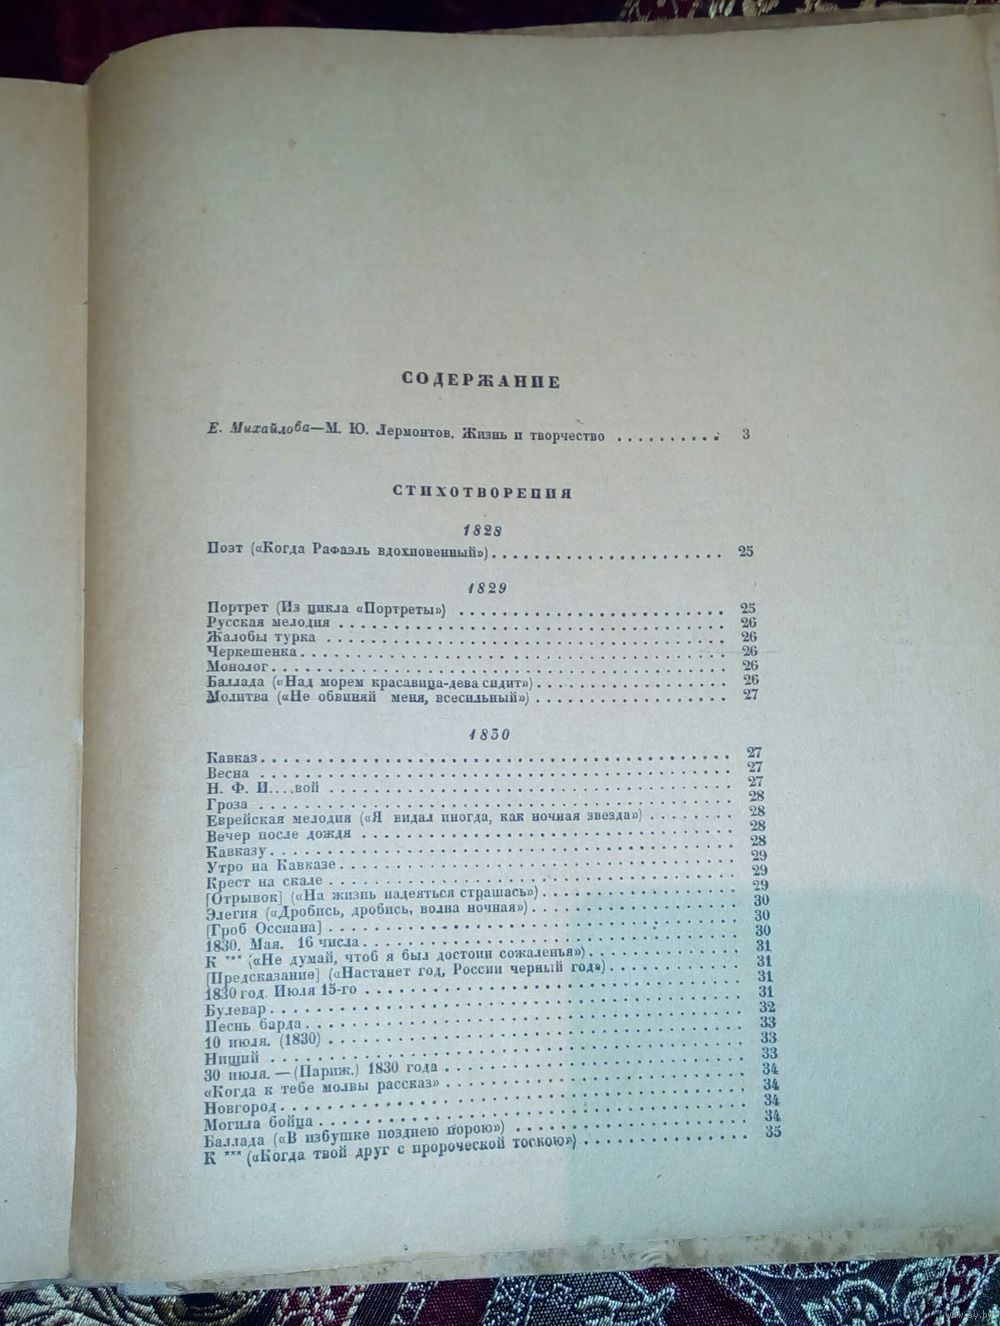 СОДЕРЖАНИЕ
Е. Михайлова—М. Ю. Лермонтов. Жизнь и творчество .......... 3
СТИХОТВОРЕНИЯ
1828
Поэт («Когда Рафаэль вдохновенный») .......... 25
1829
Портрет (Из цикла «Портреты») .......... 25
Русская мелодия .......... 26
Жалобы турка .......... 26
Черкешенка .......... 26
Монолог .......... 26
Баллада («Над морем красавица-дева сидит») .......... 26
Молитва («Не обвиняй меня, всесильный») .......... 27
1830
Кавказ .......... 27
Весна .......... 27
Н. Ф. И....вой .......... 27
Гроза .......... 28
Еврейская мелодия («Я видал иногда, как ночная звезда») .......... 28
Вечер после дождя .......... 28
Кавказу .......... 28
Утро на Кавказе .......... 29
Крест на скале .......... 29
[Отрывок] («На жизнь надеяться страшась») .......... 29
Элегия («Дробись, дробись, волна ночная») .......... 30
[Гроб Оссиана] .......... 30
1830. Мая. 16 числа .......... 30
К *** («Не думай, чтоб я был достоин сожаленья») .......... 31
[Предсказание] («Настанет год, России черный год») .......... 31
1830 год. Июля 15-го .......... 31
Булевар .......... 31
Песнь барда .......... 32
10 июля. (1830) .......... 33
Нищий .......... 33
30 июля. — (Париж.) 1830 года .......... 33
«Когда к тебе молвы рассказ» .......... 34
Новгород .......... 34
Могила бойца .......... 34
Баллада («В избушке позднею порою») .......... 34
К *** («Когда твой друг с пророческой тоскою») .......... 35